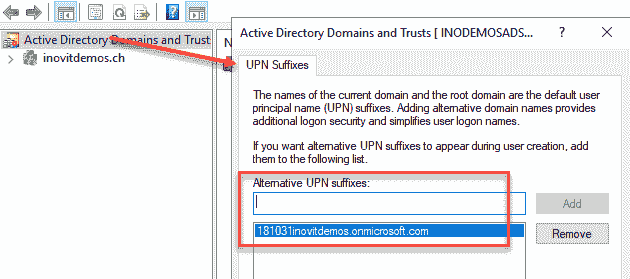 Active Directory Domains and Trust
inovitdemos.ch
N
Active Directory Domains and Trusts [ INODEMOSADS...
UPN Suffixes
The names of the current domain and the root domain are the default user
principal name (UPN) suffixes. Adding alternative domain names provides
additional logon security and simplifies user logon names.
If you want alternative UPN suffixes to appear during user creation, add
them to the following list.
Alternative UPN suffixes:
Add
181031inovitdemos.onmicrosoft.com
Remove